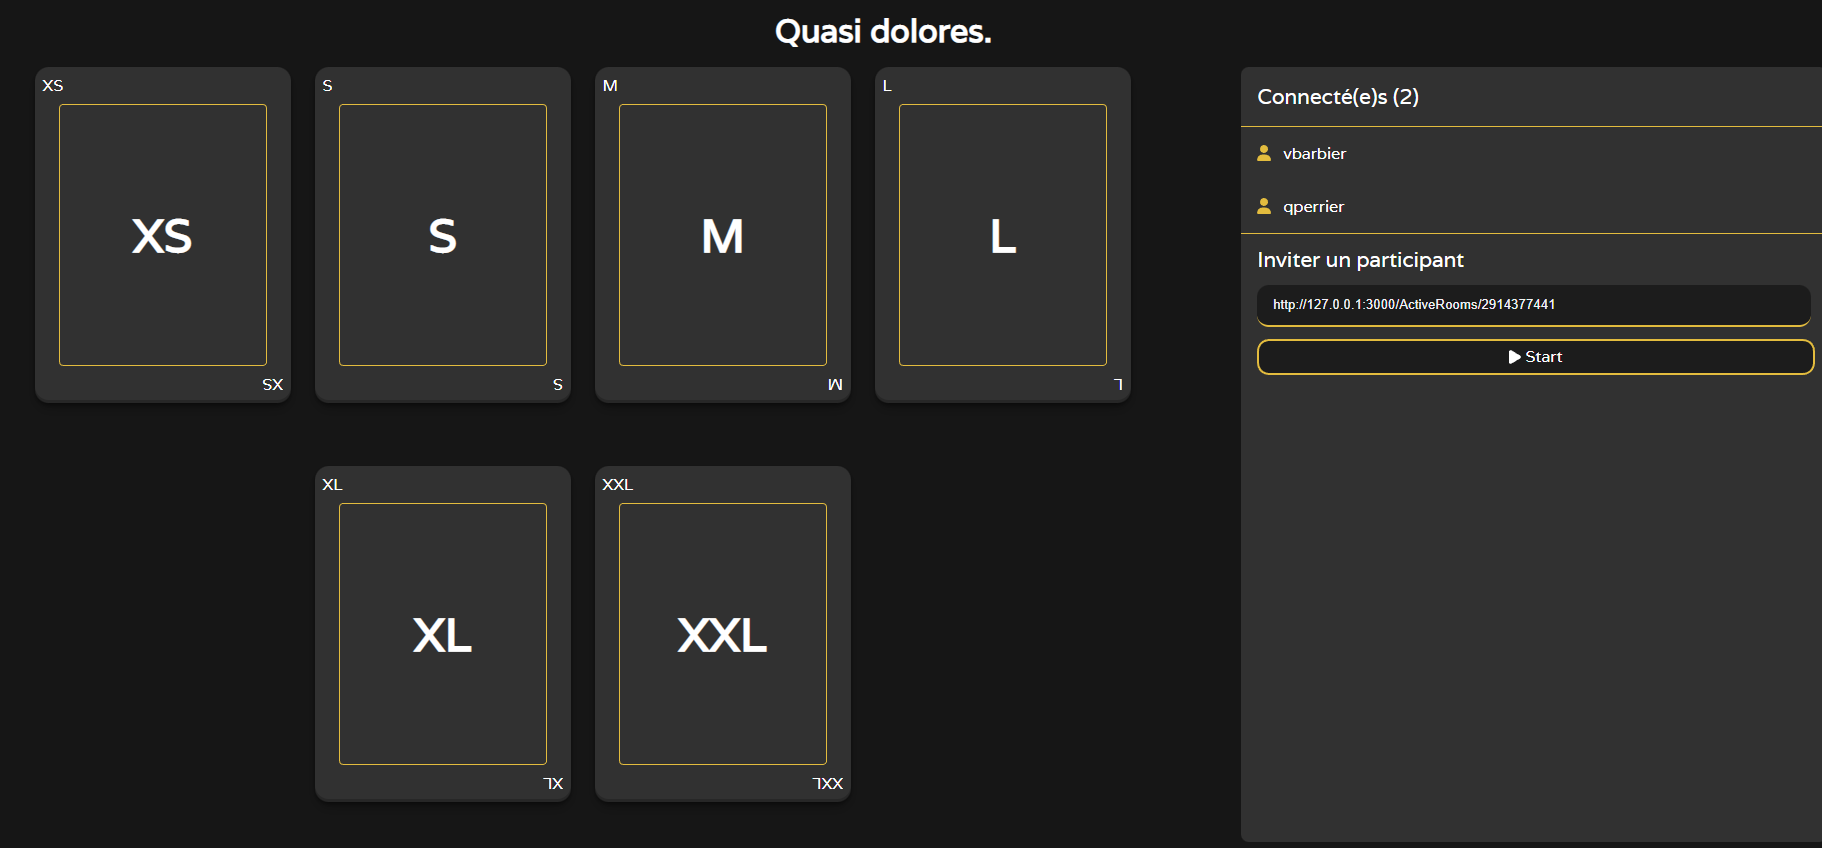 Quasi dolores.
XS
XS
XS
S
S
S
M
M
M
L
L
L
XL
XL
XL
XXL
XXL
XXL
Connecté(e)s (2)
vbarbier
qperrier
Inviter un participant
http://127.0.0.1:3000/ActiveRooms/2914377441
Start